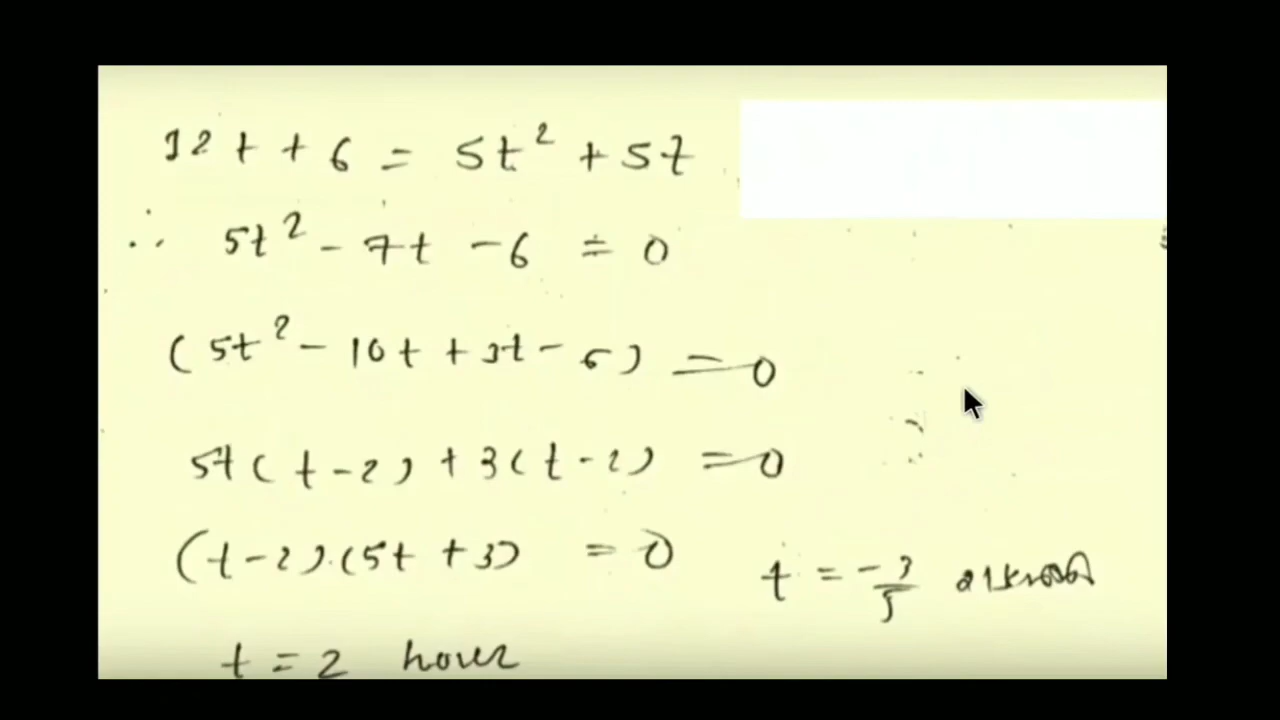 12t + 6 = 5t² + 5t
∴ 5t² - 7t - 6 = 0
(5t² - 10t + 3t - 6) = 0
5t(t-2) + 3(t-2) = 0
(t-2).(5t + 3) = 0
t = -3/5
t = 2 hour